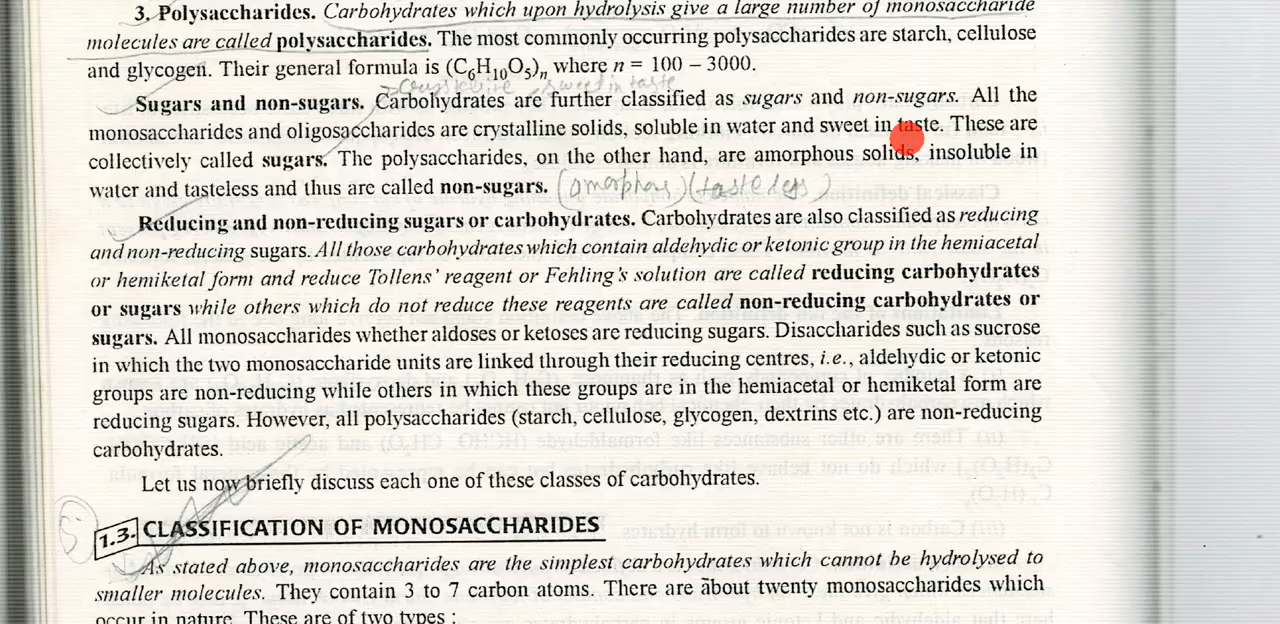 3. Polysaccharides. Carbohydrates which upon hydrolysis give a large number of monosaccharide
molecules are called polysaccharides. The most commonly occurring polysaccharides are starch, cellulose
and glycogen. Their general formula is (C₆H₁₀O₅)ₙ where n = 100 – 3000.
sweet in taste
Sugars and non-sugars. Carbohydrates are further classified as sugars and non-sugars. All the
monosaccharides and oligosaccharides are crystalline solids, soluble in water and sweet in taste. These are
collectively called sugars. The polysaccharides, on the other hand, are amorphous solids, insoluble in
water and tasteless and thus are called non-sugars. (amorphous) (tasteless)
Reducing and non-reducing sugars or carbohydrates. Carbohydrates are also classified as reducing
and non-reducing sugars. All those carbohydrates which contain aldehydic or ketonic group in the hemiacetal
or hemiketal form and reduce Tollens' reagent or Fehling's solution are called reducing carbohydrates
or sugars while others which do not reduce these reagents are called non-reducing carbohydrates or
sugars. All monosaccharides whether aldoses or ketoses are reducing sugars. Disaccharides such as sucrose
in which the two monosaccharide units are linked through their reducing centres, i.e., aldehydic or ketonic
groups are non-reducing while others in which these groups are in the hemiacetal or hemiketal form are
reducing sugars. However, all polysaccharides (starch, cellulose, glycogen, dextrins etc.) are non-reducing
carbohydrates.
Let us now briefly discuss each one of these classes of carbohydrates.
1.3. CLASSIFICATION OF MONOSACCHARIDES
As stated above, monosaccharides are the simplest carbohydrates which cannot be hydrolysed to
smaller molecules. They contain 3 to 7 carbon atoms. There are about twenty monosaccharides which
occur in nature. These are of two types :